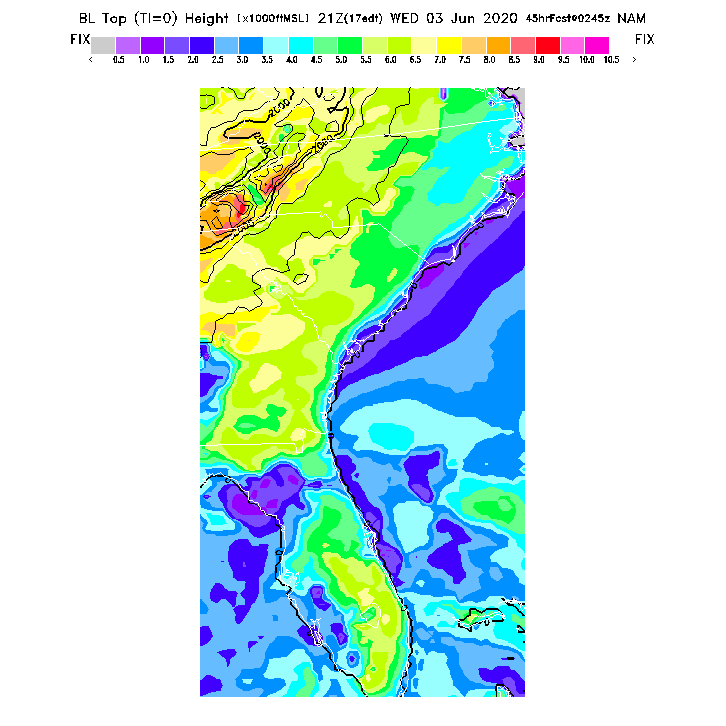 BL Top (TI=0) Height [x1000ftMSL] 21Z(17edt) WED 03 Jun 2020 45hrFcst@0245z NAM
FIX FIX
< 0.5 1.0 1.5 2.0 2.5 3.0 3.5 4.0 4.5 5.0 5.5 6.0 6.5 7.0 7.5 8.0 8.5 9.0 9.5 10.0 10.5 >
2000
2000
2000